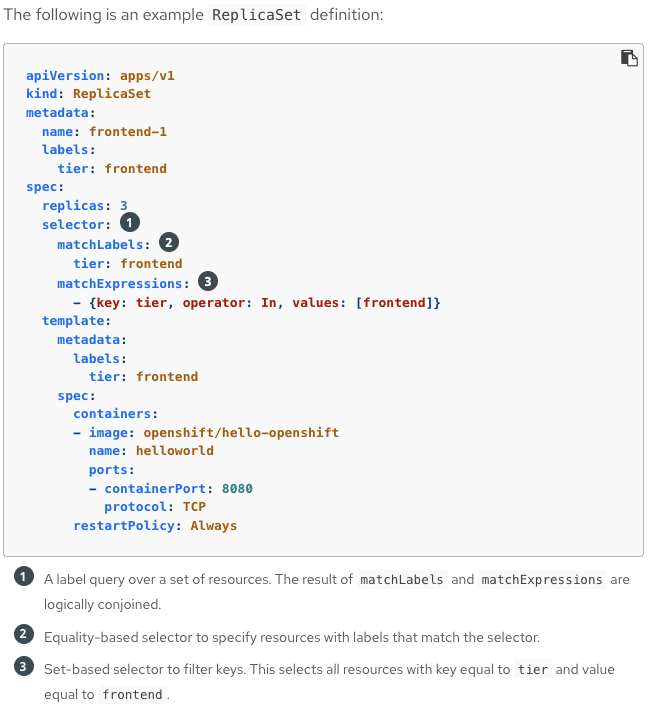 The following is an example ReplicaSet definition:
apiVersion: apps/v1
kind: ReplicaSet
metadata:
  name: frontend-1
  labels:
    tier: frontend
spec:
  replicas: 3
  selector: 1
    matchLabels: 2
      tier: frontend
    matchExpressions: 3
      - {key: tier, operator: In, values: [frontend]}
  template:
    metadata:
      labels:
        tier: frontend
    spec:
      containers:
      - image: openshift/hello-openshift
        name: helloworld
        ports:
        - containerPort: 8080
          protocol: TCP
      restartPolicy: Always
1 A label query over a set of resources. The result of matchLabels and matchExpressions are
logically conjoined.
2 Equality-based selector to specify resources with labels that match the selector.
3 Set-based selector to filter keys. This selects all resources with key equal to tier and value
equal to frontend.